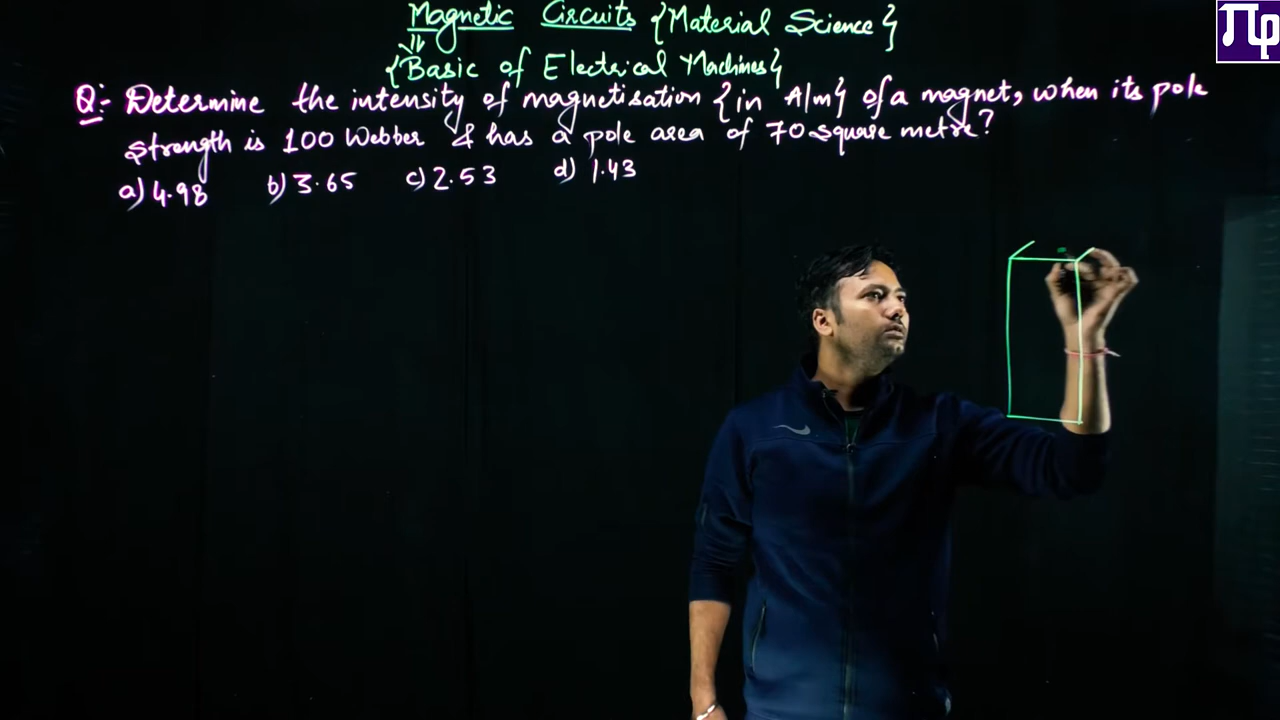 Magnetic Circuits {Material Science}
{Basic of Electrical Machines}
Q:- Determine the intensity of magnetisation {in A/m} of a magnet, when its pole
strength is 100 Webber & has a pole area of 70 square metre?
a) 4.98 b) 3.65 c) 2.53 d) 1.43